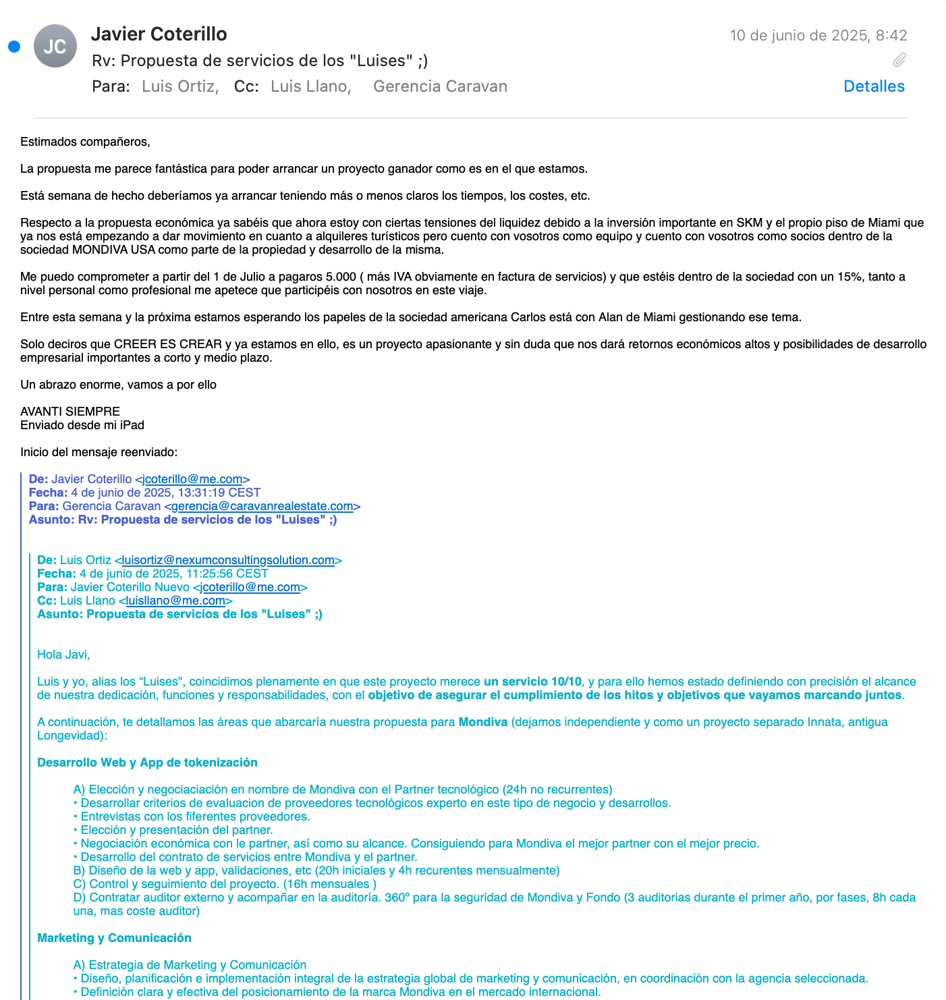 JC
Javier Coterillo
10 de junio de 2025, 8:42
Rv: Propuesta de servicios de los "Luises" ;)
Para: Luis Ortiz, Cc: Luis Llano, Gerencia Caravan
Detalles
Estimados compañeros,
La propuesta me parece fantástica para poder arrancar un proyecto ganador como es en el que estamos.
Está semana de hecho deberíamos ya arrancar teniendo más o menos claros los tiempos, los costes, etc.
Respecto a la propuesta económica ya sabéis que ahora estoy con ciertas tensiones del liquidez debido a la inversión importante en SKM y el propio piso de Miami que
ya nos está empezando a dar movimiento en cuanto a alquileres turísticos pero cuento con vosotros como equipo y cuento con vosotros como socios dentro de la
sociedad MONDIVA USA como parte de la propiedad y desarrollo de la misma.
Me puedo comprometer a partir del 1 de Julio a pagaros 5.000 ( más IVA obviamente en factura de servicios) y que estéis dentro de la sociedad con un 15%, tanto a
nivel personal como profesional me apetece que participéis con nosotros en este viaje.
Entre esta semana y la próxima estamos esperando los papeles de la sociedad americana Carlos está con Alan de Miami gestionando ese tema.
Solo deciros que CREER ES CREAR y ya estamos en ello, es un proyecto apasionante y sin duda que nos dará retornos económicos altos y posibilidades de desarrollo
empresarial importantes a corto y medio plazo.
Un abrazo enorme, vamos a por ello
AVANTI SIEMPRE
Enviado desde mi iPad
Inicio del mensaje reenviado:
De: Javier Coterillo <jcoterillo@me.com>
Fecha: 4 de junio de 2025, 13:31:19 CEST
Para: Gerencia Caravan <gerencia@caravanrealestate.com>
Asunto: Rv: Propuesta de servicios de los "Luises" ;)
De: Luis Ortiz <luisortiz@nexumconsultingsolution.com>
Fecha: 4 de junio de 2025, 11:25:56 CEST
Para: Javier Coterillo Nuevo <jcoterillo@me.com>
Cc: Luis Llano <luisllano@me.com>
Asunto: Propuesta de servicios de los "Luises" ;)
Hola Javi,
Luis y yo, alias los “Luises", coincidimos plenamente en que este proyecto merece un servicio 10/10, y para ello hemos estado definiendo con precisión el alcance
de nuestra dedicación, funciones y responsabilidades, con el objetivo de asegurar el cumplimiento de los hitos y objetivos que vayamos marcando juntos.
A continuación, te detallamos las áreas que abarcaría nuestra propuesta para Mondiva (dejamos independiente y como un proyecto separado Innata, antigua
Longevidad):
Desarrollo Web y App de tokenización
A) Elección y negociaciación en nombre de Mondiva con el Partner tecnológico (24h no recurrentes)
• Desarrollar criterios de evaluacion de proveedores tecnológicos experto en este tipo de negocio y desarrollos.
• Entrevistas con los fiferentes proveedores.
• Elección y presentación del partner.
• Negociación económica con le partner, así como su alcance. Consiguiendo para Mondiva el mejor partner con el mejor precio.
• Desarrollo del contrato de servicios entre Mondiva y el partner.
B) Diseño de la web y app, validaciones, etc (20h iniciales y 4h recurentes mensualmente)
C) Control y seguimiento del proyecto. (16h mensuales )
D) Contratar auditor externo y acompañar en la auditoría. 360º para la seguridad de Mondiva y Fondo (3 auditorias durante el primer año, por fases, 8h cada
una, mas coste auditor)
Marketing y Comunicación
A) Estrategia de Marketing y Comunicación
• Diseño, planificación e implementación integral de la estrategia global de marketing y comunicación, en coordinación con la agencia seleccionada.
• Definición clara y efectiva del posicionamiento de la marca Mondiva en el mercado internacional.